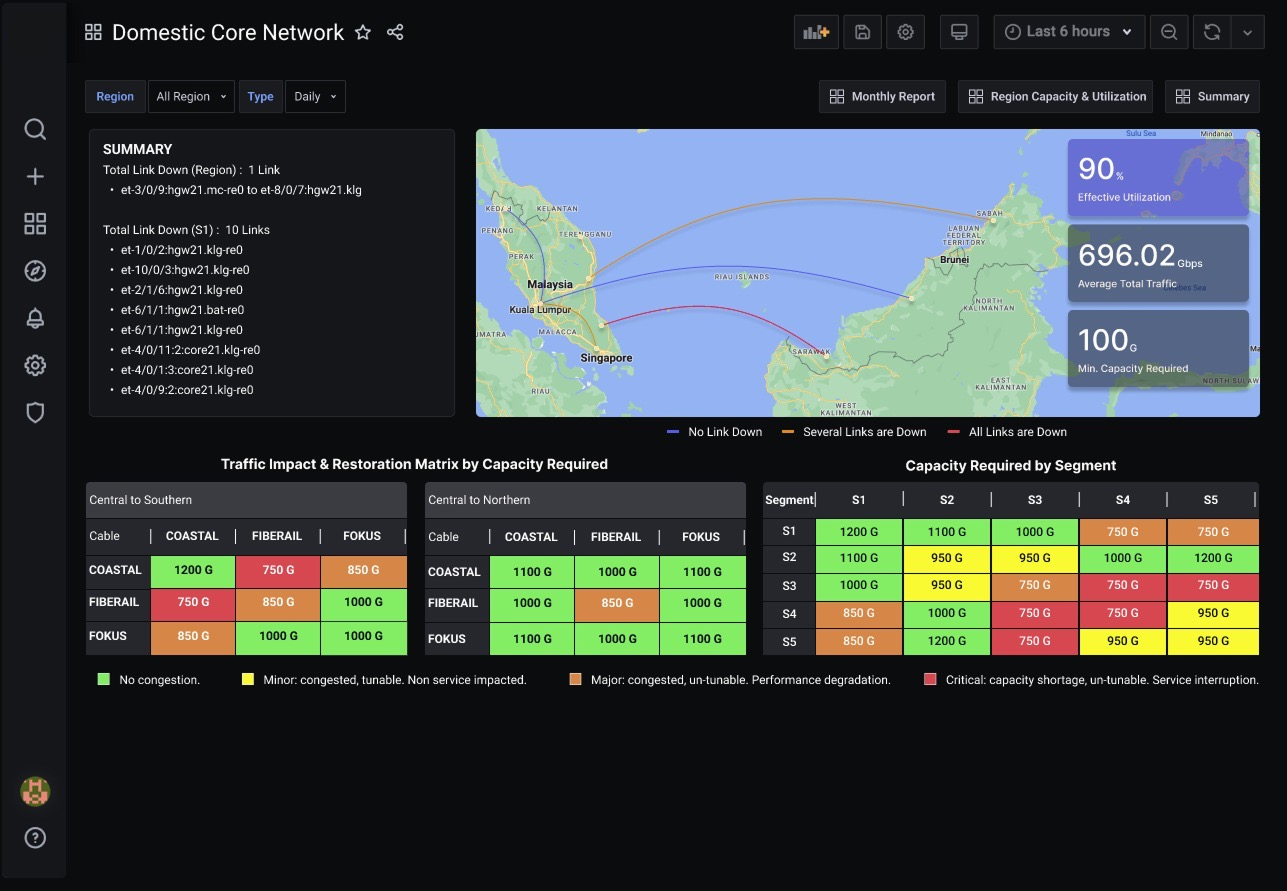 Domestic Core Network
Last 6 hours
Region
All Region
Type
Daily
Monthly Report
Region Capacity & Utilization
Summary
SUMMARY
Total Link Down (Region) : 1 Link
• et-3/0/9:hgw21.mc-re0 to et-8/0/7:hgw21.klg
Total Link Down (S1) : 10 Links
• et-1/0/2:hgw21.klg-re0
• et-10/0/3:hgw21.klg-re0
• et-2/1/6:hgw21.klg-re0
• et-6/1/1:hgw21.bat-re0
• et-6/1/1:hgw21.klg-re0
• et-4/0/11:2:core21.klg-re0
• et-4/0/1:3:core21.klg-re0
• et-4/0/9:2:core21.klg-re0
Sulu Sea
Mindanao
KEDAH
KELANTAN
PENANG
TERENGGANU
PERAK
Malaysia
Kuala Lumpur
MALACCA
UMATRA
Singapore
RIAU
RIAU ISLANDS
SABAH
LABUAN
FEDERAL
TERRITORY
Brunei
NORTH
KALIMANTAN
SARAWAK
EAST
KALIMANTAN
WEST
KALIMANTAN
NORTH SULAW
Ma
90%
Effective Utilization
696.02 Gbps
Average Total Traffic
100G
Min. Capacity Required
No Link Down
Several Links are Down
All Links are Down
Traffic Impact & Restoration Matrix by Capacity Required
Central to Southern
Cable COASTAL FIBERAIL FOKUS
COASTAL 1200 G 750 G 850 G
FIBERAIL 750 G 850 G 1000 G
FOKUS 850 G 1000 G 1000 G
Central to Northern
Cable COASTAL FIBERAIL FOKUS
COASTAL 1100 G 1000 G 1100 G
FIBERAIL 1000 G 850 G 1000 G
FOKUS 1100 G 1000 G 1100 G
Capacity Required by Segment
Segment S1 S2 S3 S4 S5
S1 1200 G 1100 G 1000 G 750 G 750 G
S2 1100 G 950 G 950 G 1000 G 1200 G
S3 1000 G 950 G 750 G 750 G 750 G
S4 850 G 1000 G 750 G 750 G 950 G
S5 850 G 1200 G 750 G 950 G 950 G
No congestion.
Minor: congested, tunable. Non service impacted.
Major: congested, un-tunable. Performance degradation.
Critical: capacity shortage, un-tunable. Service interruption.